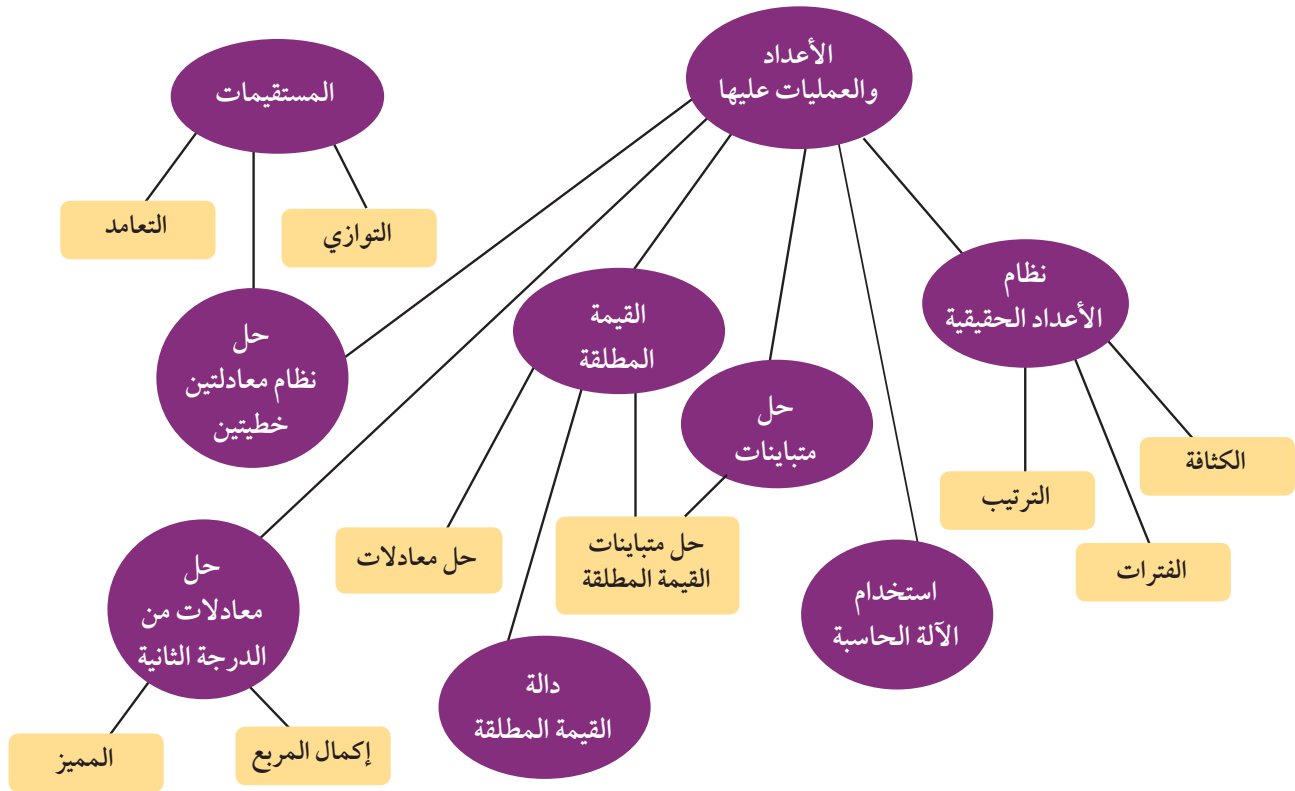 الأعداد
والعمليات عليها
المستقيمات
التوازي
التعامد
نظام
الأعداد الحقيقية
الكثافة
الترتيب
الفترات
القيمة
المطلقة
حل
متباينات
حل
نظام معادلتين
خطيتين
حل متباينات
القيمة المطلقة
حل معادلات
استخدام
الآلة الحاسبة
حل
معادلات من
الدرجة الثانية
دالة
القيمة المطلقة
إكمال المربع
المميز